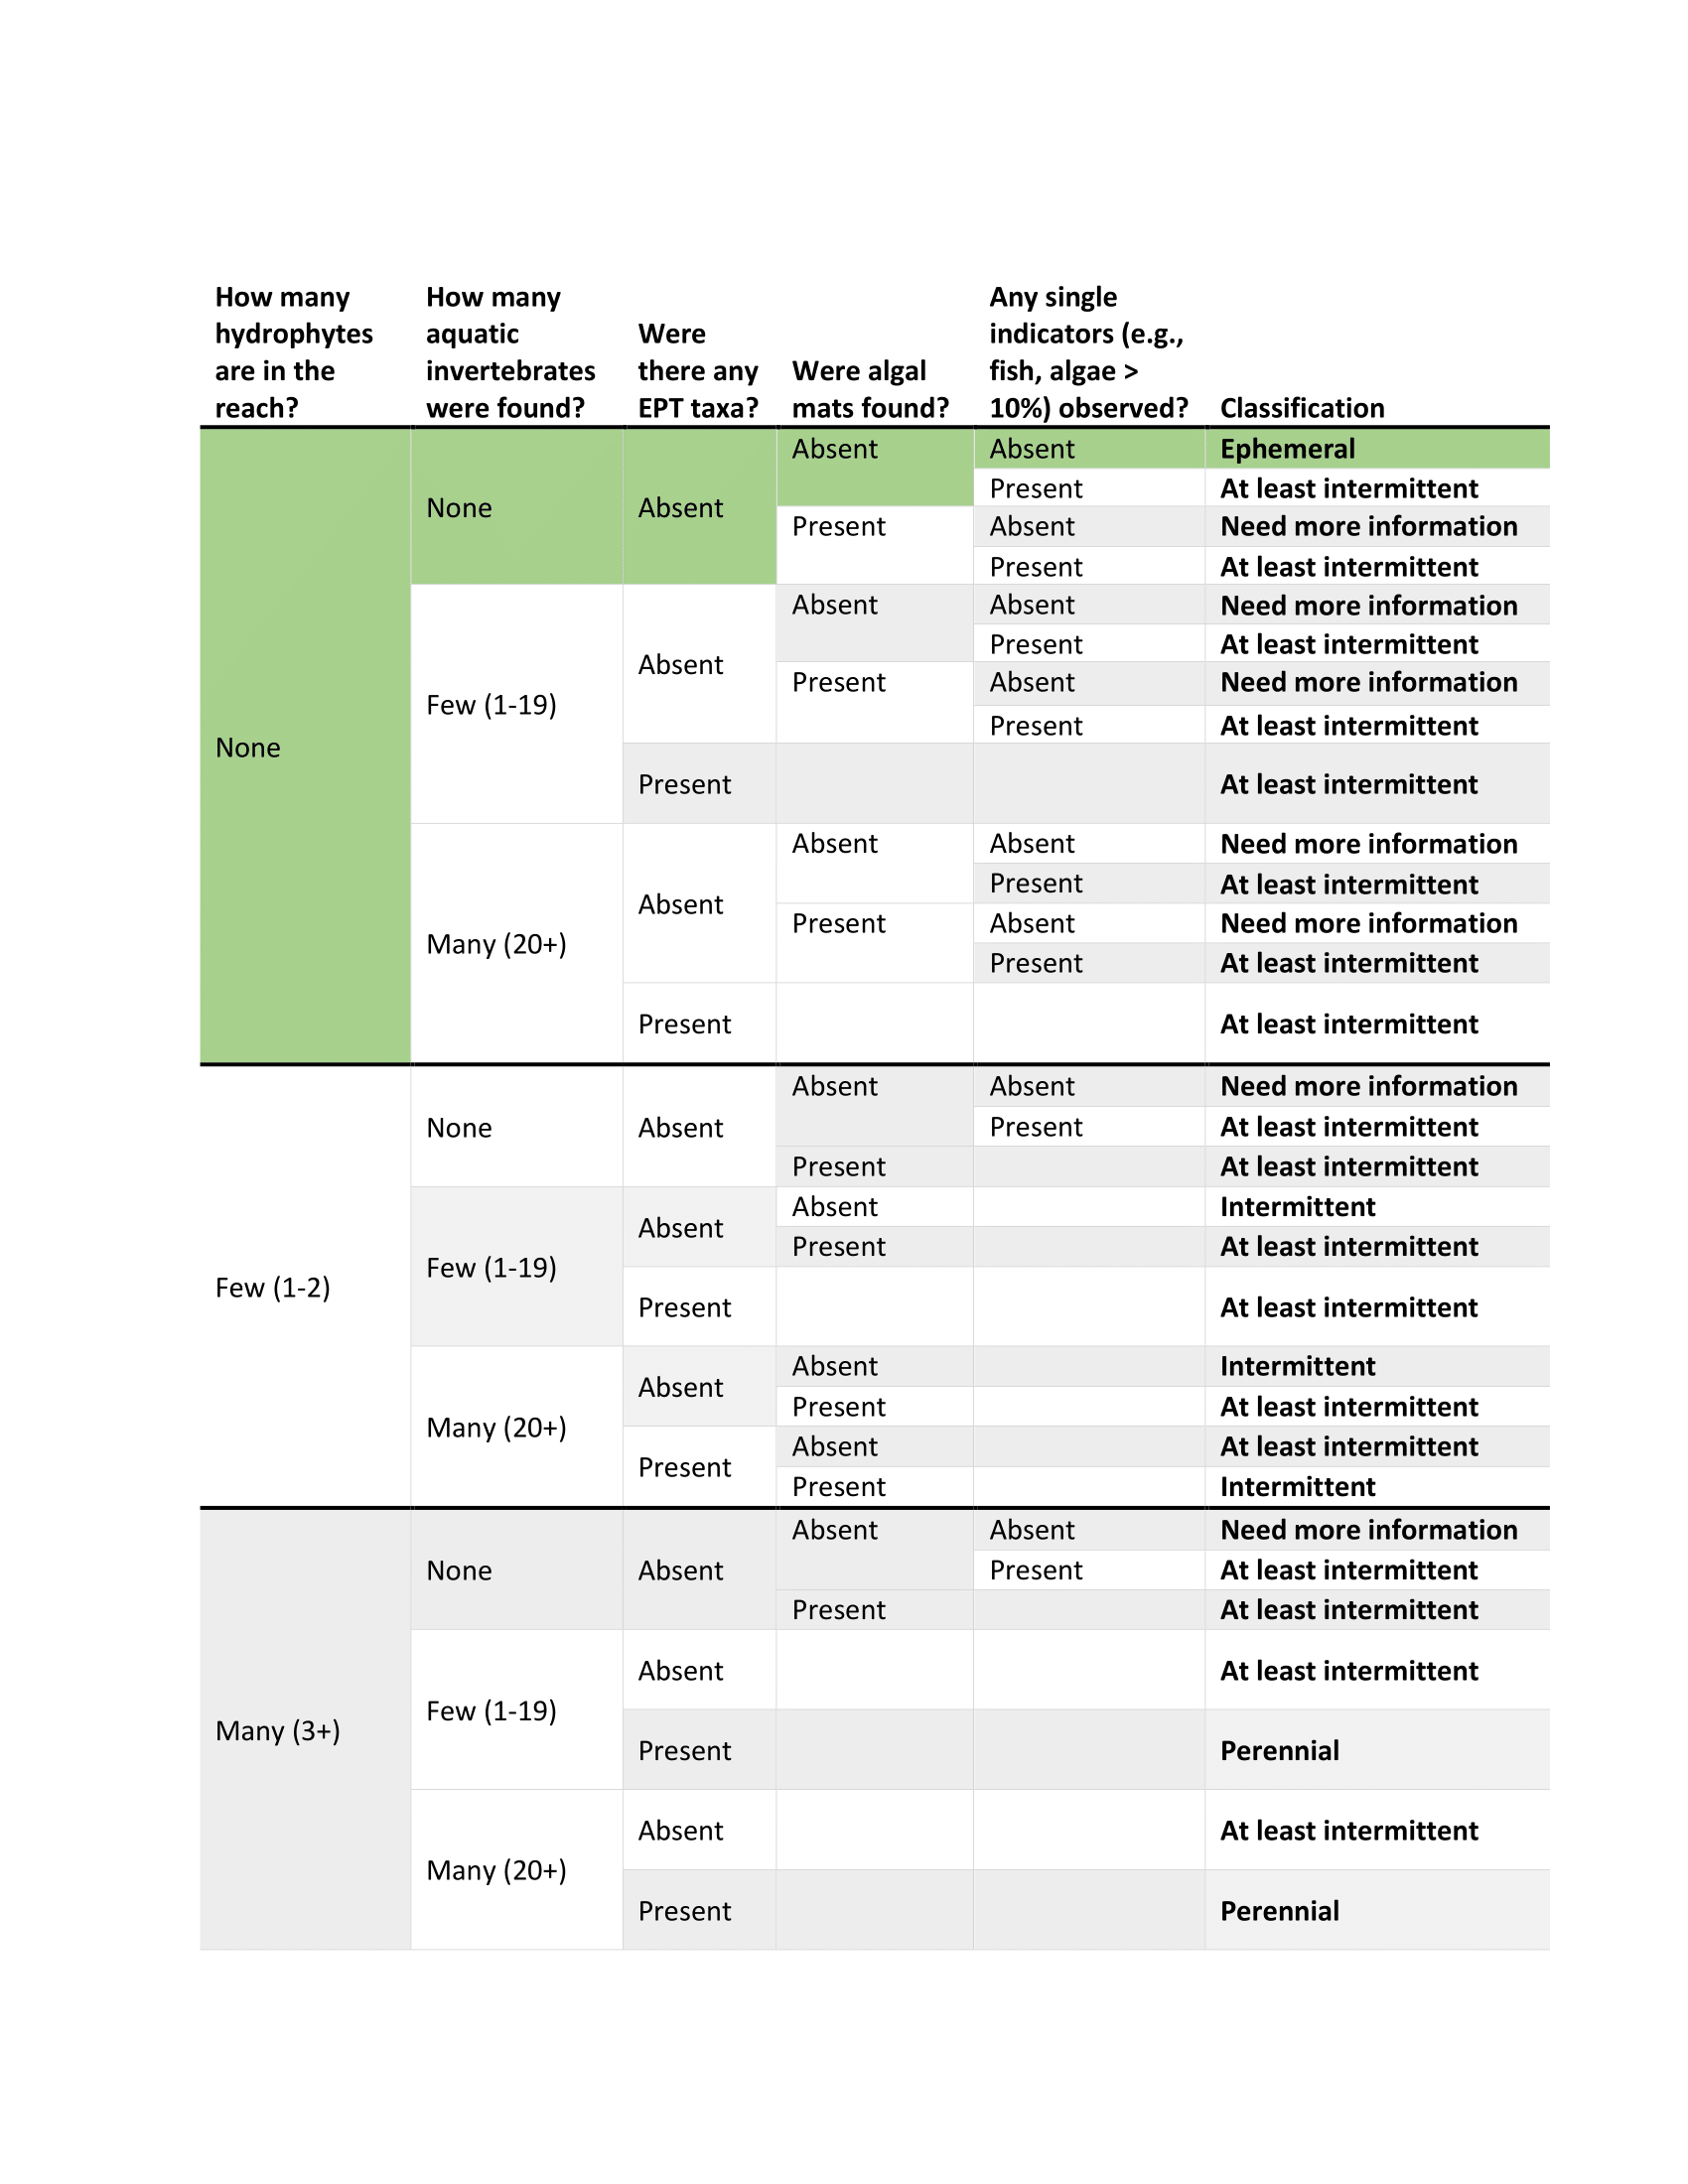 How many hydrophytes are in the reach? How many aquatic invertebrates were found? Were there any EPT taxa? Were algal mats found? Any single indicators (e.g., fish, algae > 10%) observed? Classification
None None Absent Absent Absent Ephemeral
Present At least intermittent
Present Absent Need more information
Present At least intermittent
Few (1-19) Absent Absent Absent Need more information
Present At least intermittent
Present Absent Need more information
Present At least intermittent
Present At least intermittent
Many (20+) Absent Absent Absent Need more information
Present At least intermittent
Present Absent Need more information
Present At least intermittent
Present At least intermittent
Few (1-2) None Absent Absent Absent Need more information
Present At least intermittent
Present At least intermittent
Few (1-19) Absent Absent Intermittent
Present At least intermittent
Present At least intermittent
Many (20+) Absent Absent Intermittent
Present At least intermittent
Present Absent At least intermittent
Present Intermittent
Many (3+) None Absent Absent Absent Need more information
Present At least intermittent
Present At least intermittent
Few (1-19) Absent At least intermittent
Present Perennial
Many (20+) Absent At least intermittent
Present Perennial